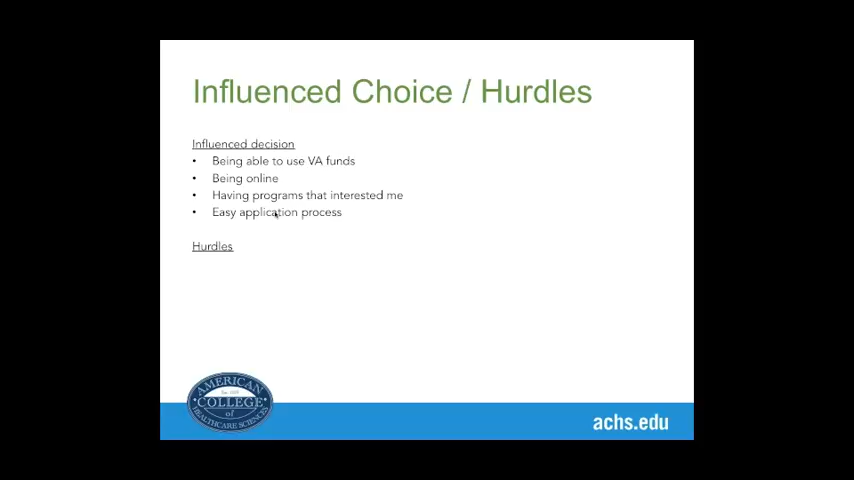 Influenced Choice / Hurdles
Influenced decision
• Being able to use VA funds
• Being online
• Having programs that interested me
• Easy application process
Hurdles
AMERICAN
COLLEGE
of
HEALTHCARE SCIENCES
achs.edu